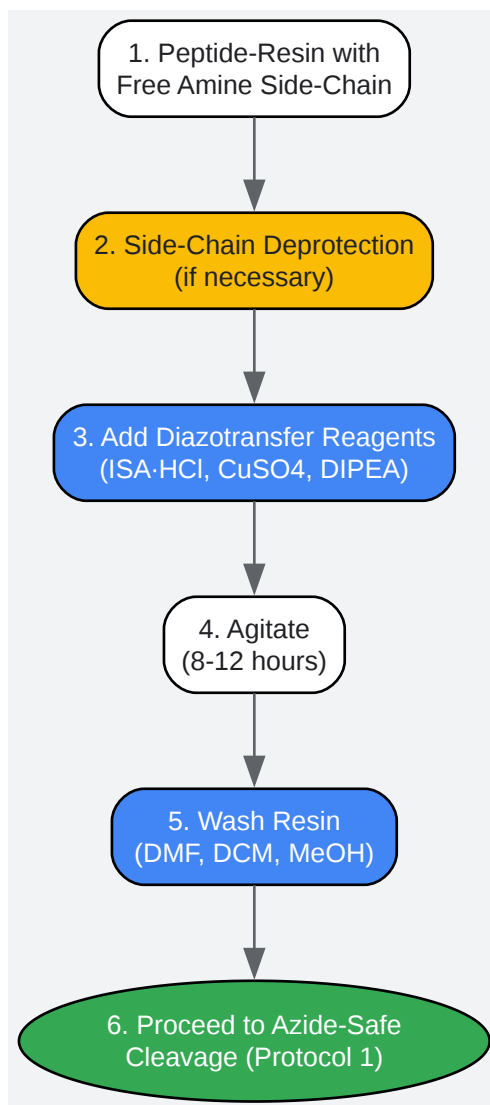 1. Peptide-Resin with
Free Amine Side-Chain
2. Side-Chain Deprotection
(if necessary)
3. Add Diazotransfer Reagents
(ISA·HCl, CuSO4, DIPEA)
4. Agitate
(8-12 hours)
5. Wash Resin
(DMF, DCM, MeOH)
6. Proceed to Azide-Safe
Cleavage (Protocol 1)